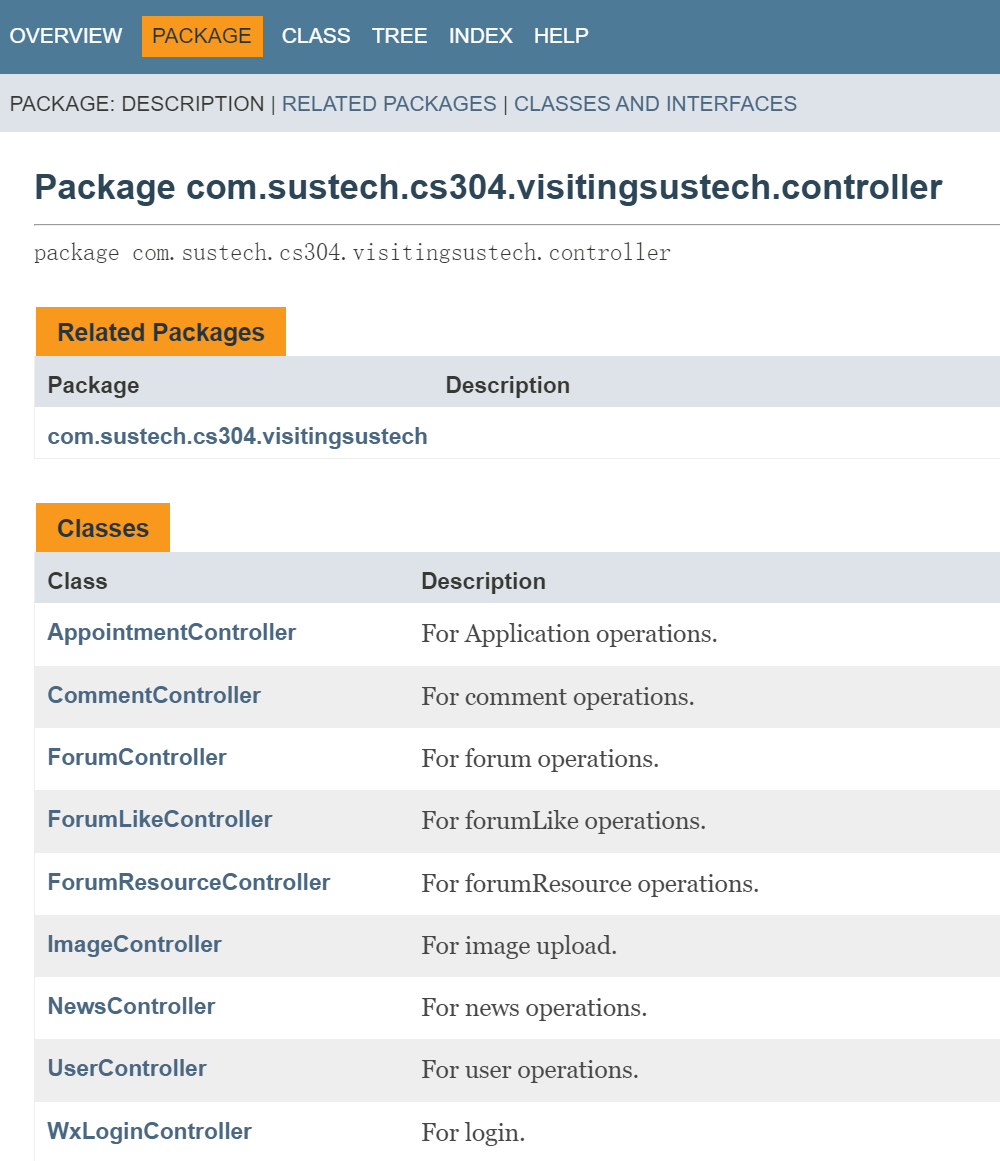 OVERVIEW PACKAGE CLASS TREE INDEX HELP
PACKAGE: DESCRIPTION | RELATED PACKAGES | CLASSES AND INTERFACES
Package com.sustech.cs304.visitingsustech.controller
package com.sustech.cs304.visitingsustech.controller
Related Packages
Package Description
com.sustech.cs304.visitingsustech
Classes
Class Description
AppointmentController For Application operations.
CommentController For comment operations.
ForumController For forum operations.
ForumLikeController For forumLike operations.
ForumResourceController For forumResource operations.
ImageController For image upload.
NewsController For news operations.
UserController For user operations.
WxLoginController For login.